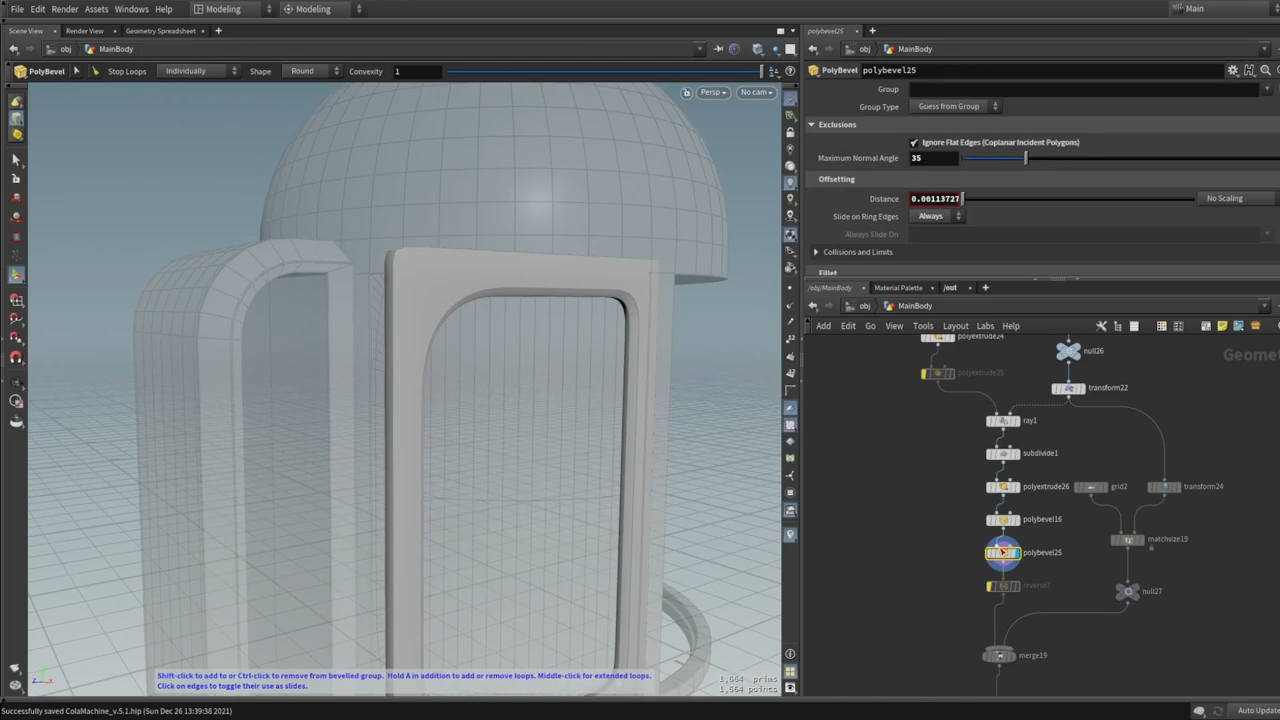 File Edit Render Assets Windows Help
Modeling
Modeling
Main
Scene View
Render View
Geometry Spreadsheet
obj
MainBody
PolyBevel
Stop Loops
Individually
Shape
Round
Convexity
1
Persp
No cam
Shift-click to add to or Ctrl-click to remove from bevelled group. Hold A in addition to add or remove loops. Middle-click for extended loops.
Click on edges to toggle their use as slides.
1,664 prims
1,664 points
polybevel25
obj
MainBody
PolyBevel
polybevel25
Group
Group Type
Guess from Group
Exclusions
Ignore Flat Edges (Coplanar Incident Polygons)
Maximum Normal Angle
35
Offsetting
Distance
0.00113727
No Scaling
Slide on Ring Edges
Always
Always Slide On
Collisions and Limits
Fillet
/obj/MainBody
Material Palette
/out
obj
MainBody
Add Edit Go View Tools Layout Labs Help
Geomet
polyextrude24
null26
polyextrude25
transform22
ray1
subdivide1
polyextrude26
grid2
transform24
polybevel16
matchsize19
polybevel25
reverse7
null27
merge19
Successfully saved ColaMachine_v.5.1.hip (Sun Dec 26 13:39:38 2021)
Auto Update